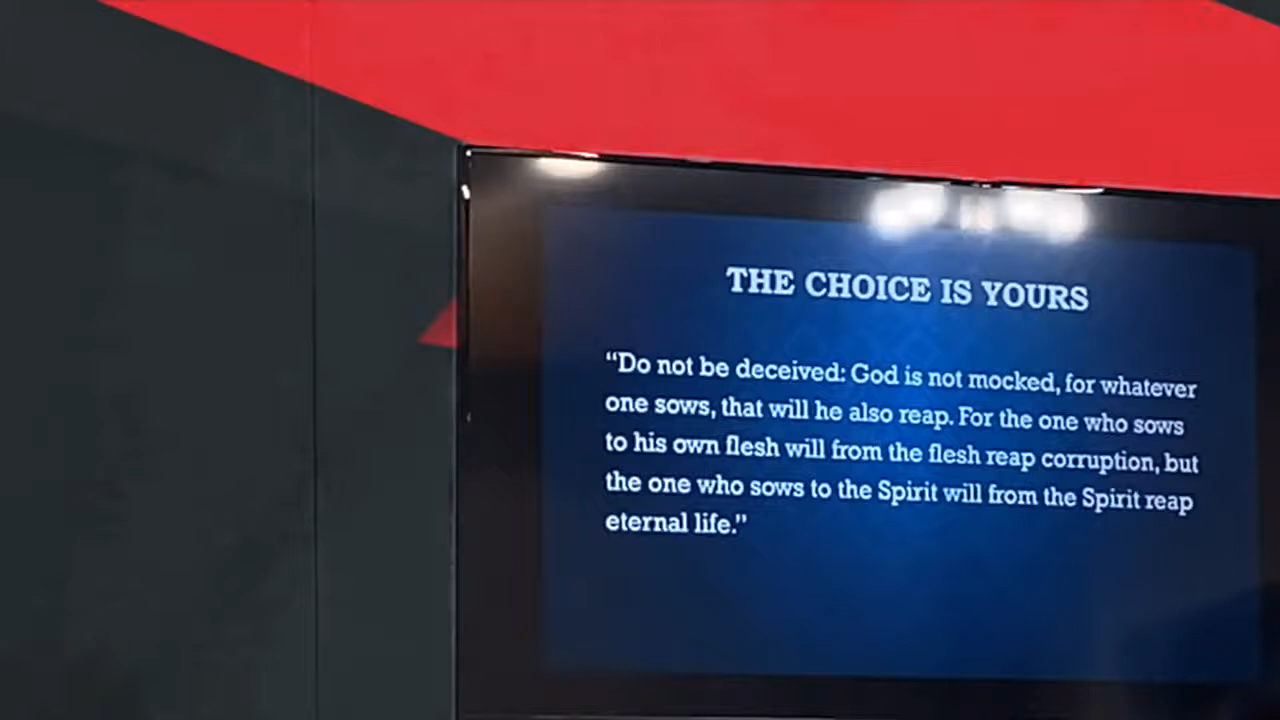 THE CHOICE IS YOURS
“Do not be deceived: God is not mocked, for whatever
one sows, that will he also reap. For the one who sows
to his own flesh will from the flesh reap corruption, but
the one who sows to the Spirit will from the Spirit reap
eternal life.”